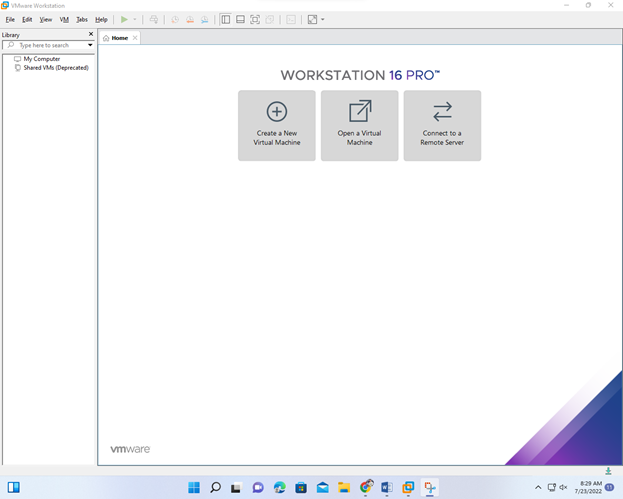 VMware Workstation
File Edit View VM Tabs Help
Library
Type here to search
My Computer
Shared VMs (Deprecated)
Home
WORKSTATION 16 PRO™
Create a New
Virtual Machine
Open a Virtual
Machine
Connect to a
Remote Server
vmware
8:29 AM
7/23/2022